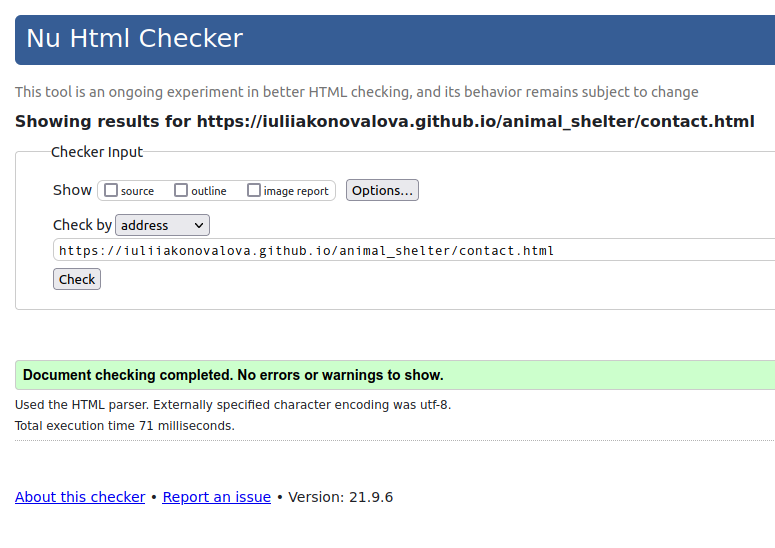 Nu Html Checker
This tool is an ongoing experiment in better HTML checking, and its behavior remains subject to change
Showing results for https://iuliiakonovalova.github.io/animal_shelter/contact.html
Checker Input
Show source outline image report Options...
Check by address
https://iuliiakonovalova.github.io/animal_shelter/contact.html
Check
Document checking completed. No errors or warnings to show.
Used the HTML parser. Externally specified character encoding was utf-8.
Total execution time 71 milliseconds.
About this checker • Report an issue • Version: 21.9.6